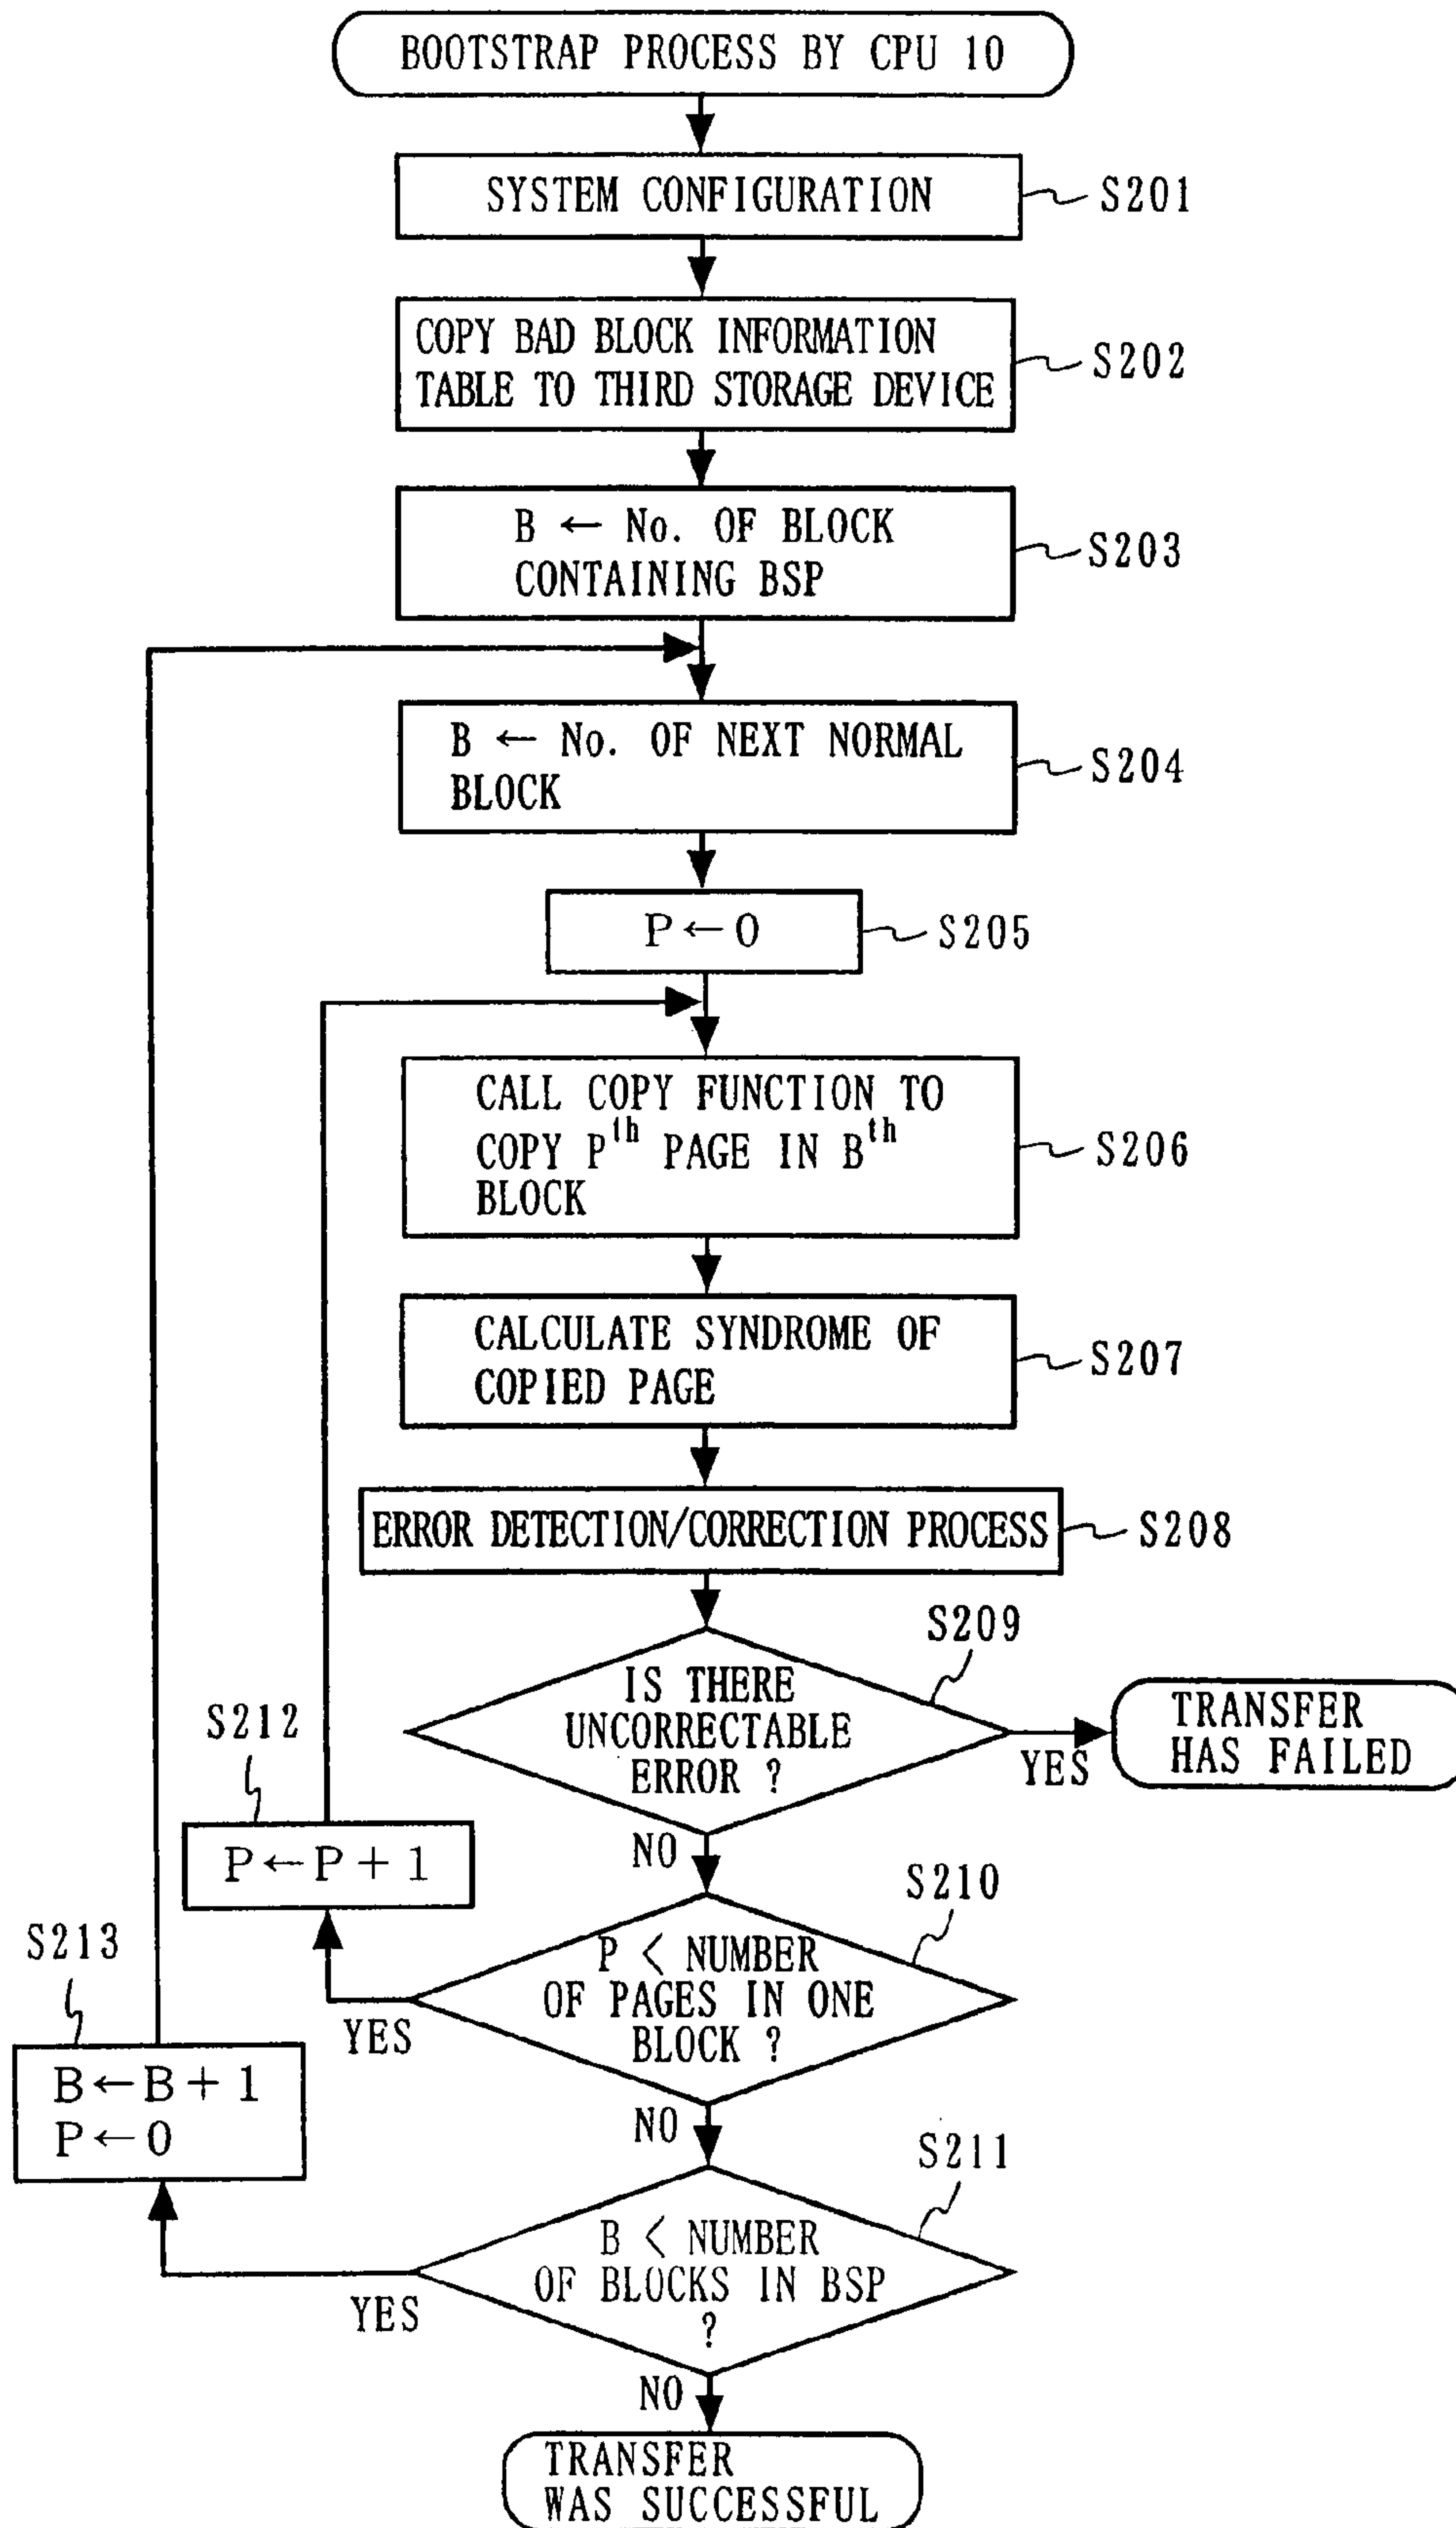 BOOTSTRAP PROCESS BY CPU 10
SYSTEM CONFIGURATION
S201
COPY BAD BLOCK INFORMATION
TABLE TO THIRD STORAGE DEVICE
S202
B ← No. OF BLOCK
CONTAINING BSP
S203
B ← No. OF NEXT NORMAL
BLOCK
S204
P ← 0
S205
CALL COPY FUNCTION TO
COPY Pth PAGE IN Bth
BLOCK
S206
CALCULATE SYNDROME OF
COPIED PAGE
S207
ERROR DETECTION/CORRECTION PROCESS
S208
S209
IS THERE
UNCORRECTABLE
ERROR ?
YES
TRANSFER
HAS FAILED
NO
S212
P ← P + 1
S210
P < NUMBER
OF PAGES IN ONE
BLOCK ?
YES
NO
S213
B ← B + 1
P ← 0
S211
B < NUMBER
OF BLOCKS IN BSP
?
YES
NO
TRANSFER
WAS SUCCESSFUL